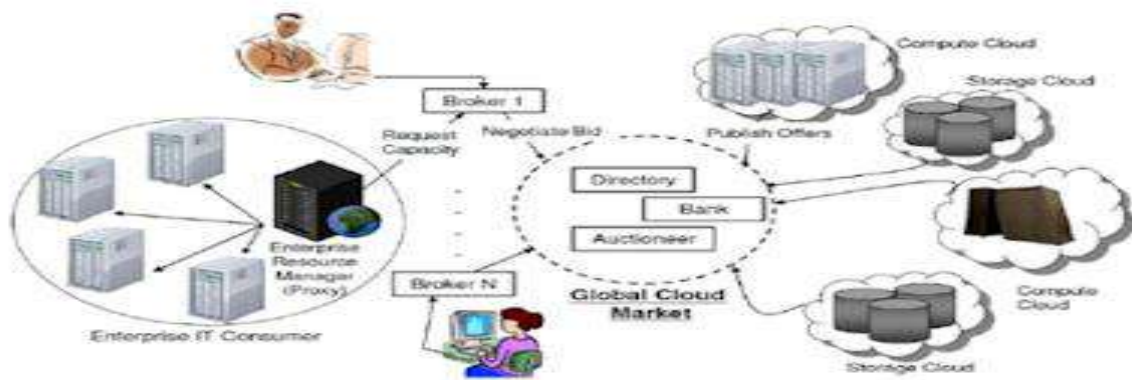 Compute Cloud
Storage Cloud
Broker 1
Request
Capacity
Negotiate Bid
Publish Offers
Directory
Bank
Auctioneer
Enterprise
Resource
Manager
(Proxy)
Broker N
Global Cloud
Market
Compute
Cloud
Enterprise IT Consumer
Storage Cloud